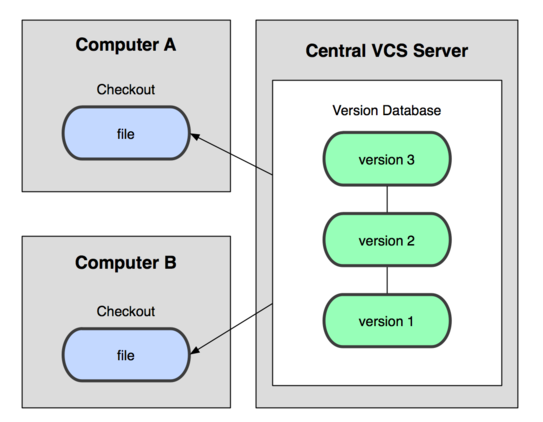 Computer A
Checkout
file
Computer B
Checkout
file
Central VCS Server
Version Database
version 3
version 2
version 1